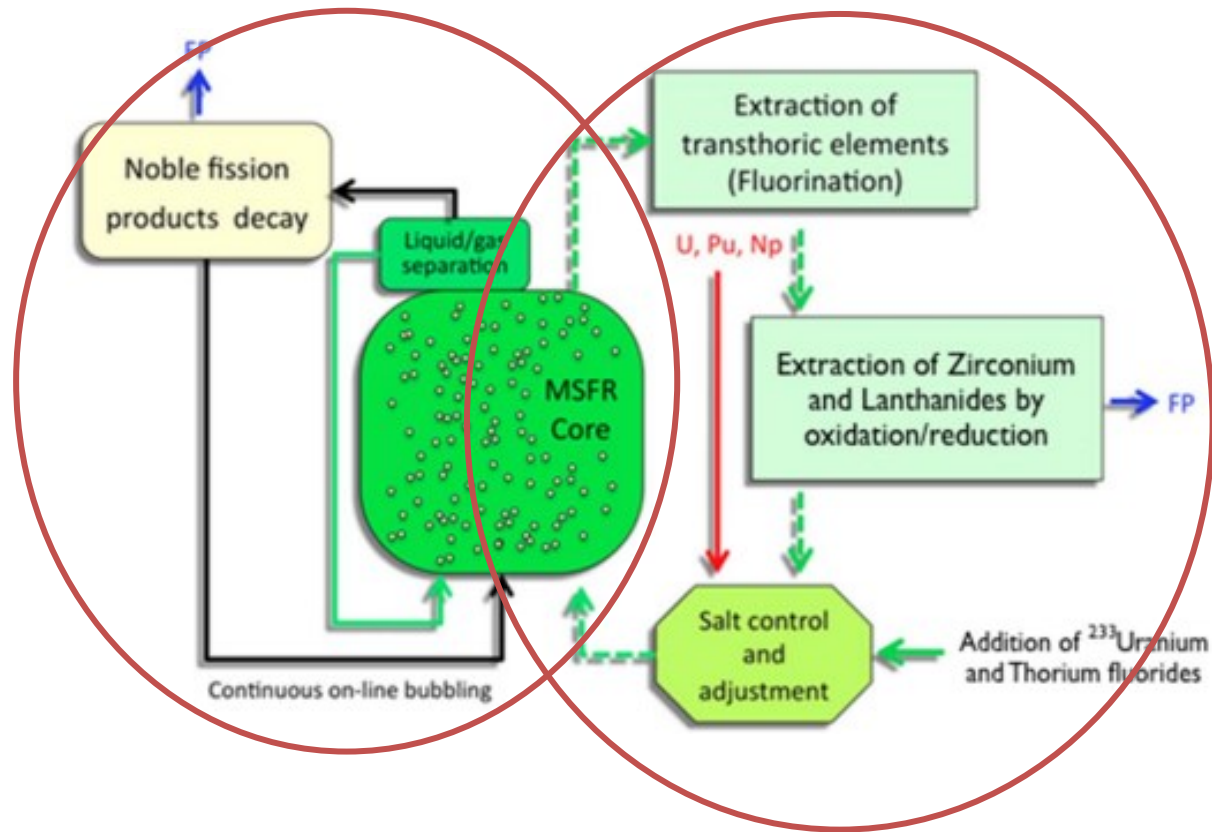 FP
Noble fission
products decay
Liquid/gas
separation
MSFR
Core
Continuous on-line bubbling
Extraction of
transthoric elements
(Fluorination)
U, Pu, Np
Extraction of Zirconium
and Lanthanides by
oxidation/reduction
FP
Salt control
and
adjustment
Addition of ²³³Uranium
and Thorium fluorides